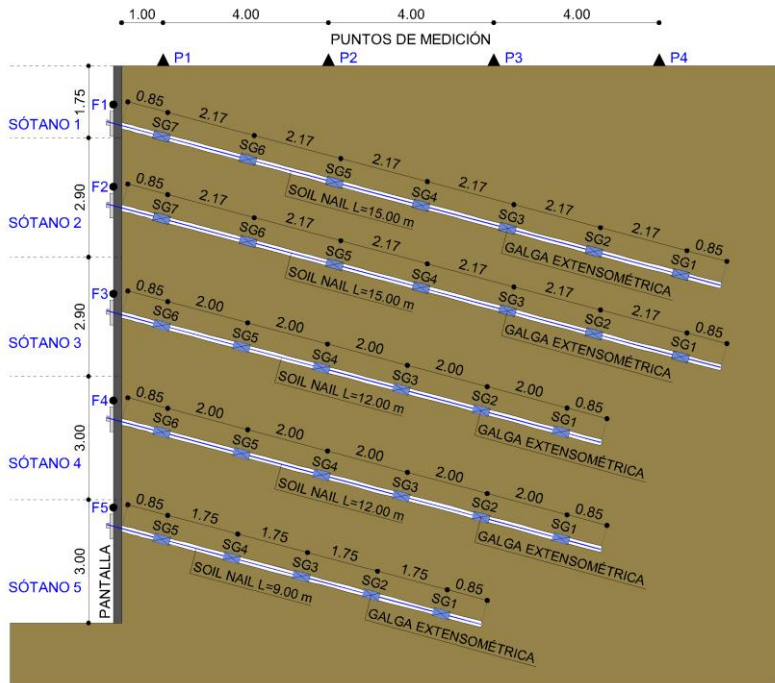 1.00 4.00 4.00 4.00
PUNTOS DE MEDICIÓN
P1 P2 P3 P4
1.75
SÓTANO 1
F1
0.85 2.17 2.17 2.17 2.17 2.17 2.17 0.85
SG7 SG6 SG5 SG4 SG3 SG2 SG1
SOIL NAIL L=15.00 m
GALGA EXTENSOMÉTRICA
2.90
SÓTANO 2
F2
0.85 2.17 2.17 2.17 2.17 2.17 2.17 0.85
SG7 SG6 SG5 SG4 SG3 SG2 SG1
SOIL NAIL L=15.00 m
GALGA EXTENSOMÉTRICA
2.90
SÓTANO 3
F3
0.85 2.00 2.00 2.00 2.00 2.00 0.85
SG6 SG5 SG4 SG3 SG2 SG1
SOIL NAIL L=12.00 m
GALGA EXTENSOMÉTRICA
3.00
SÓTANO 4
F4
0.85 2.00 2.00 2.00 2.00 2.00 0.85
SG6 SG5 SG4 SG3 SG2 SG1
SOIL NAIL L=12.00 m
GALGA EXTENSOMÉTRICA
3.00
SÓTANO 5
F5
0.85 1.75 1.75 1.75 1.75 0.85
SG5 SG4 SG3 SG2 SG1
SOIL NAIL L=9.00 m
GALGA EXTENSOMÉTRICA
PANTALLA